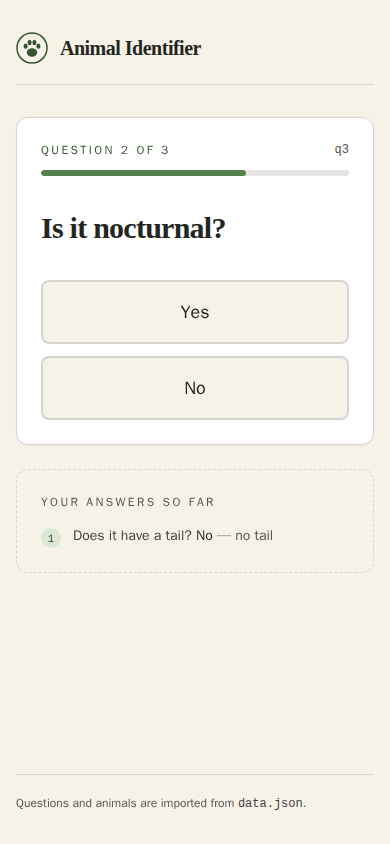 Animal Identifier
QUESTION 2 OF 3
q3
Is it nocturnal?
Yes
No
YOUR ANSWERS SO FAR
1 Does it have a tail? No — no tail
Questions and animals are imported from data.json.